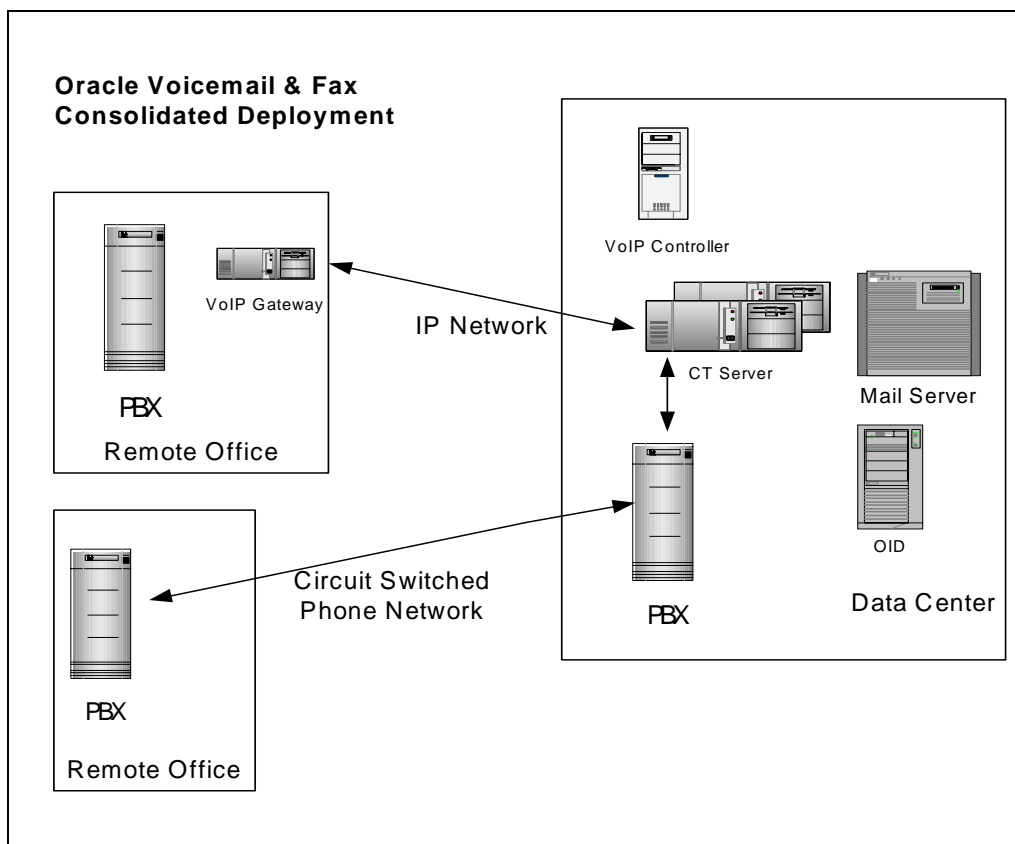 Oracle Voicemail & Fax
Consolidated Deployment
VoIP Controller
VoIP Gateway
IP Network
CT Server
Mail Server
PBX
Remote Office
OID
Circuit Switched
Phone Network
Data Center
PBX
PBX
Remote Office